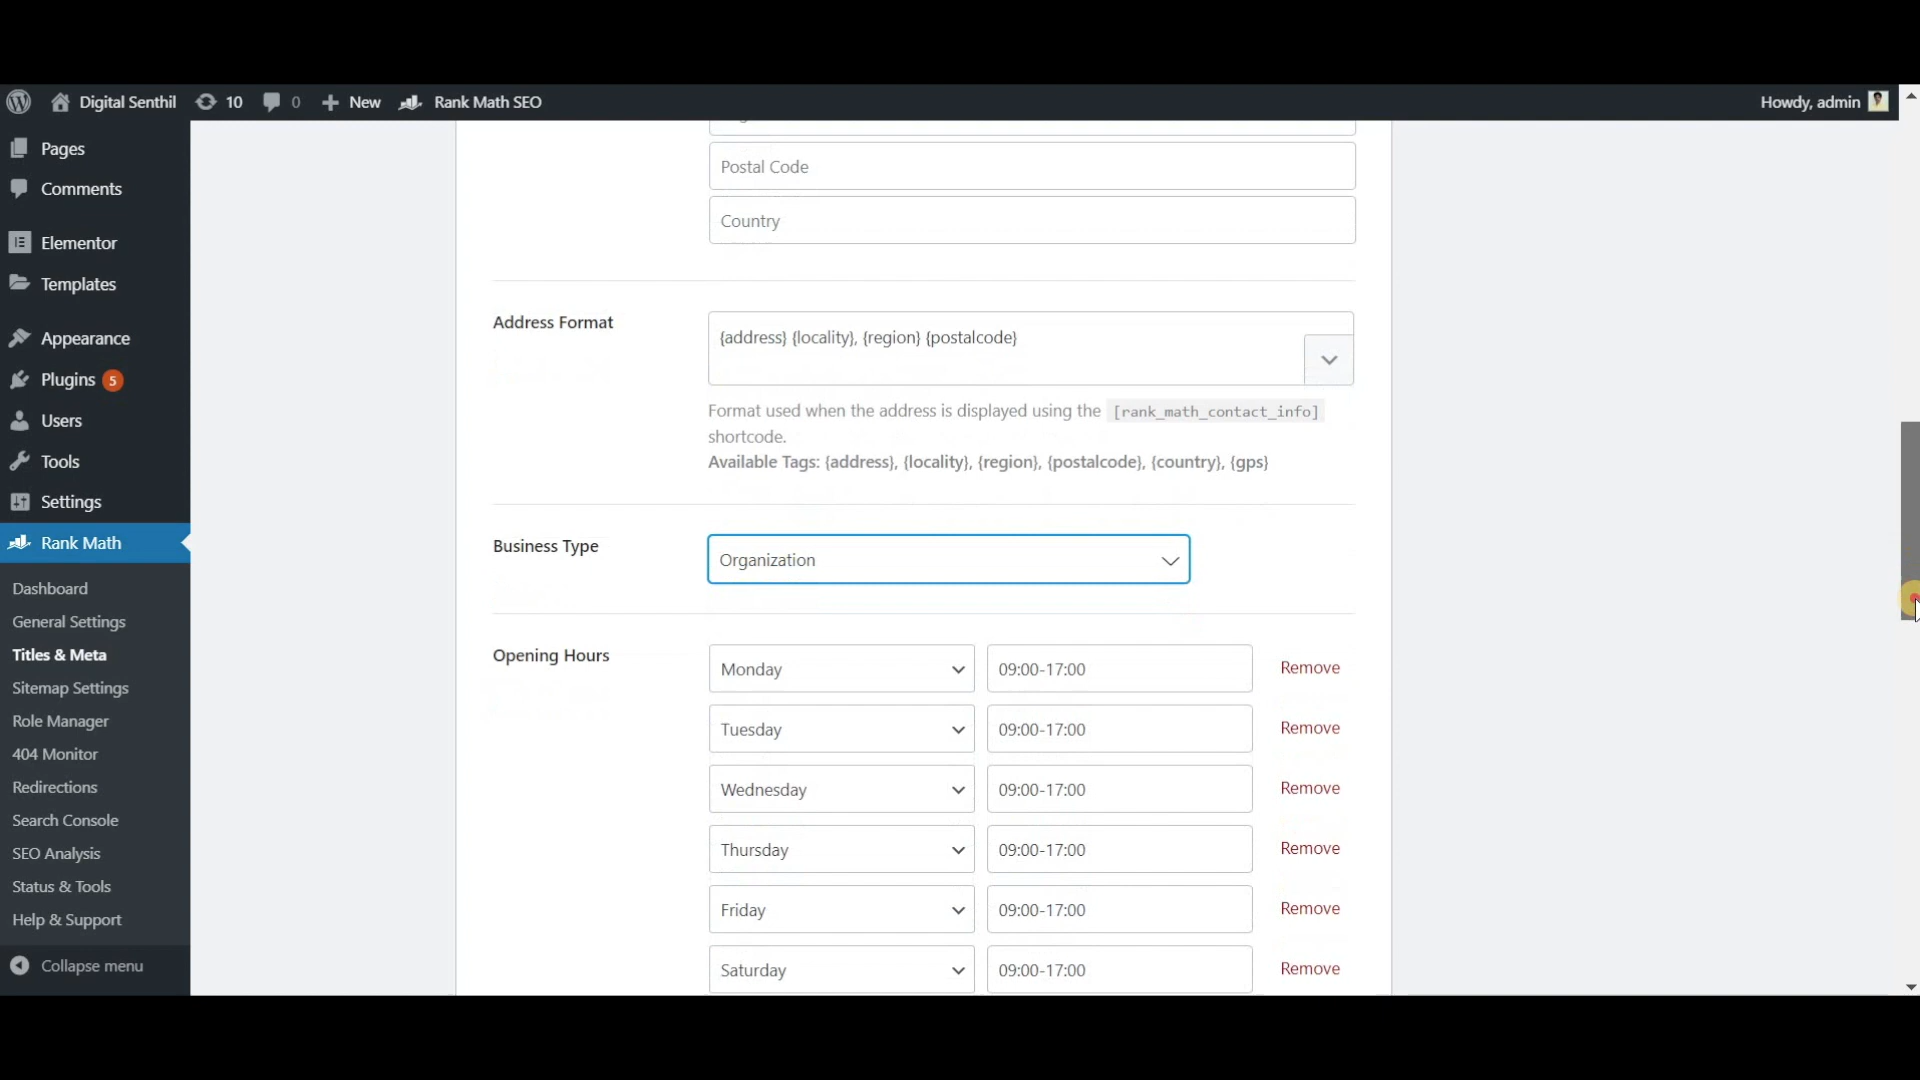 Digital Senthil 10 0 New Rank Math SEO Howdy, admin
Pages
Comments
Elementor
Templates
Appearance
Plugins 5
Users
Tools
Settings
Rank Math
Dashboard
General Settings
Titles & Meta
Sitemap Settings
Role Manager
404 Monitor
Redirections
Search Console
SEO Analysis
Status & Tools
Help & Support
Collapse menu
Postal Code
Country
Address Format
{address} {locality}, {region} {postalcode}
Format used when the address is displayed using the [rank_math_contact_info]
shortcode.
Available Tags: {address}, {locality}, {region}, {postalcode}, {country}, {gps}
Business Type
Organization
Opening Hours
Monday 09:00-17:00 Remove
Tuesday 09:00-17:00 Remove
Wednesday 09:00-17:00 Remove
Thursday 09:00-17:00 Remove
Friday 09:00-17:00 Remove
Saturday 09:00-17:00 Remove